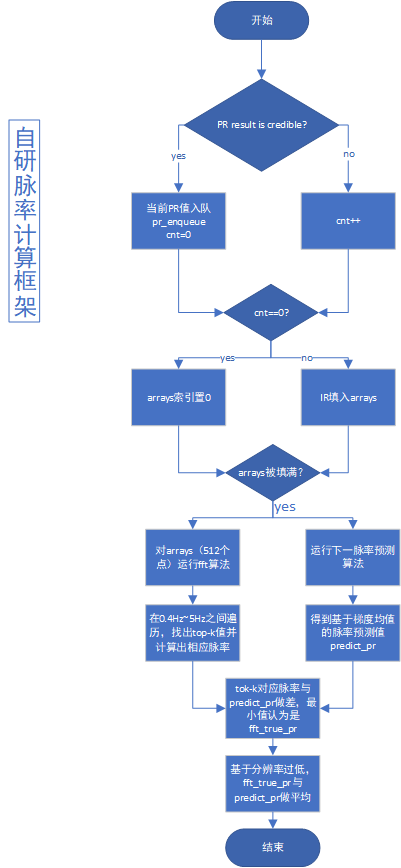 开始
自研脉率计算框架
PR result is credible?
yes
no
当前PR值入队
pr_enqueue
cnt=0
cnt++
cnt==0?
yes
no
arrays索引置0
IR填入arrays
arrays被填满?
yes
对arrays（512个
点）运行fft算法
运行下一脉率预测
算法
在0.4Hz~5Hz之间遍
历，找出top-k值并
计算出相应脉率
得到基于梯度均值
的脉率预测值
predict_pr
tok-k对应脉率与
predict_pr做差，最
小值认为是
fft_true_pr
基于分辨率过低，
fft_true_pr与
predict_pr做平均
结束